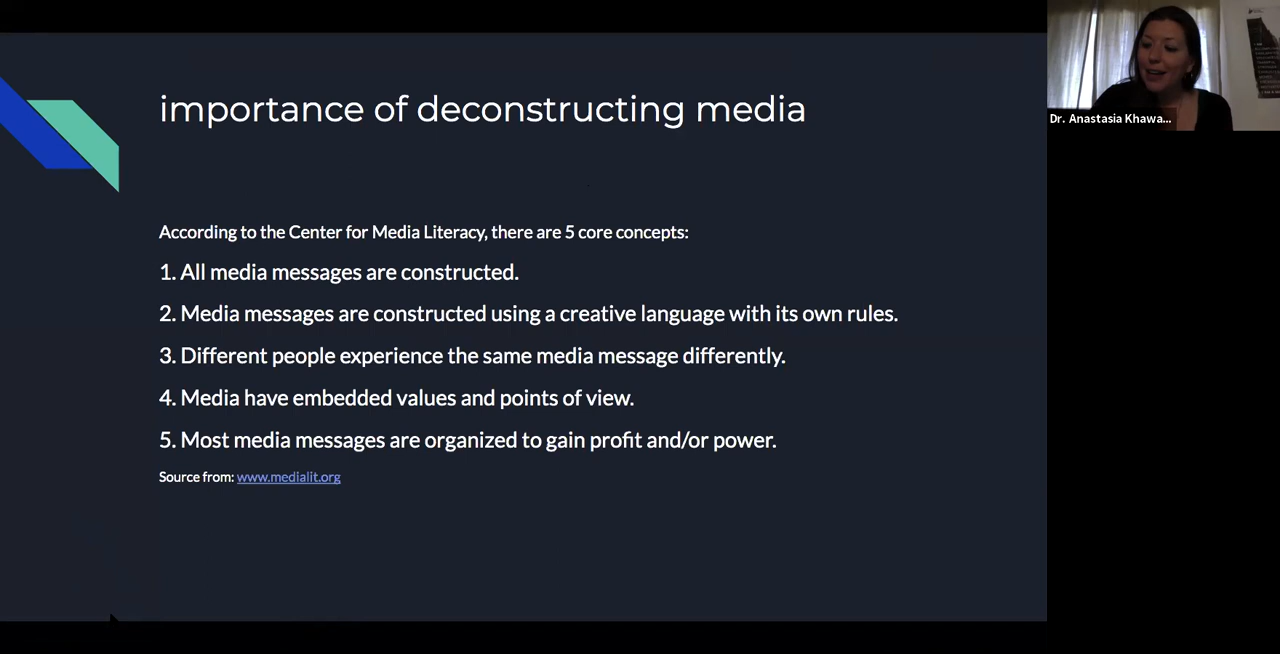 importance of deconstructing media
According to the Center for Media Literacy, there are 5 core concepts:
1. All media messages are constructed.
2. Media messages are constructed using a creative language with its own rules.
3. Different people experience the same media message differently.
4. Media have embedded values and points of view.
5. Most media messages are organized to gain profit and/or power.
Source from: www.medialit.org
Dr. Anastasia Khawa...